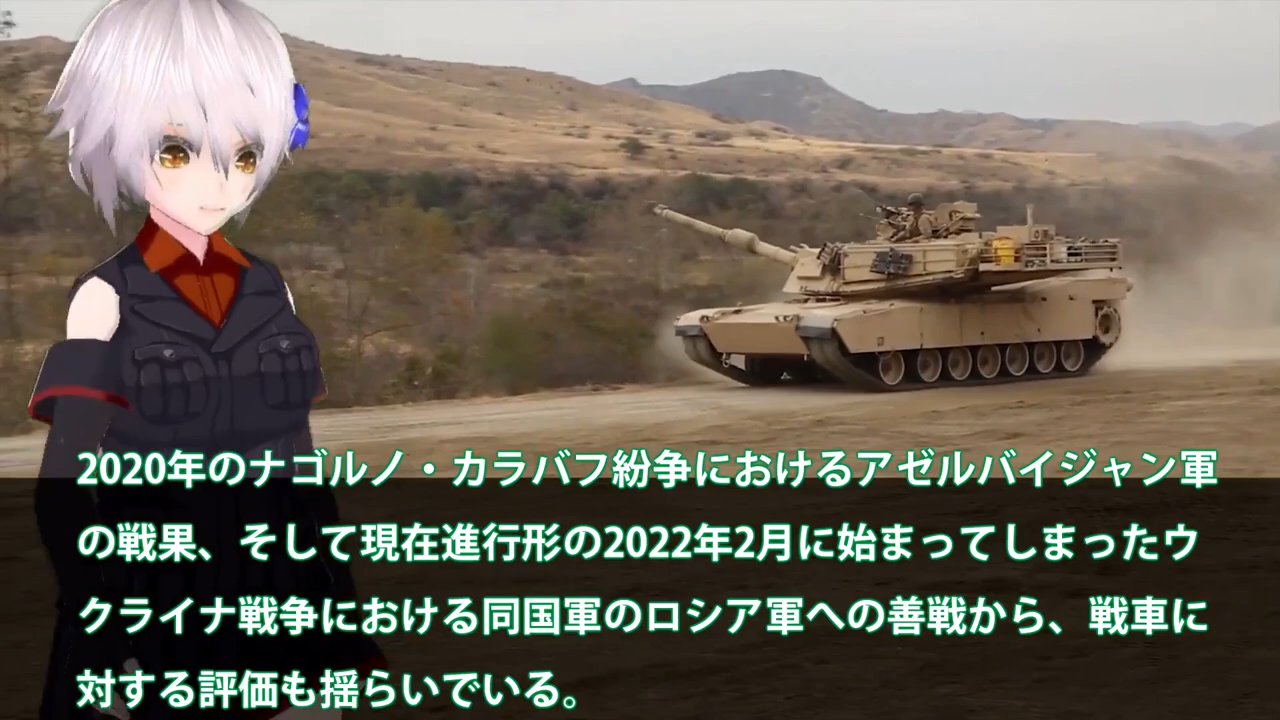 2020年のナゴルノ・カラバフ紛争におけるアゼルバイジャン軍
の戦果、そして現在進行形の2022年2月に始まってしまったウ
クライナ戦争における同国軍のロシア軍への善戦から、戦車に
対する評価も揺らいでいる。